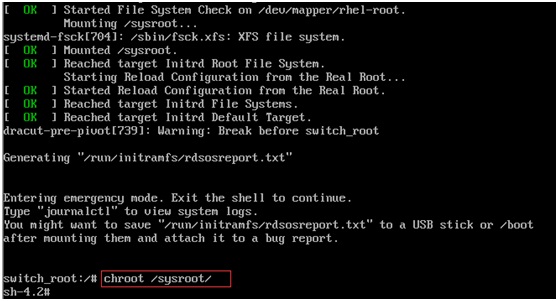 [  OK  ] Started File System Check on /dev/mapper/rhel-root.
Mounting /sysroot...
systemd-fsck[704]: /sbin/fsck.xfs: XFS file system.
[  OK  ] Mounted /sysroot.
[  OK  ] Reached target Initrd Root File System.
Starting Reload Configuration from the Real Root...
[  OK  ] Started Reload Configuration from the Real Root.
[  OK  ] Reached target Initrd File Systems.
[  OK  ] Reached target Initrd Default Target.
dracut-pre-pivot[739]: Warning: Break before switch_root
Generating "/run/initramfs/rdsosreport.txt"
Entering emergency mode. Exit the shell to continue.
Type "journalctl" to view system logs.
You might want to save "/run/initramfs/rdsosreport.txt" to a USB stick or /boot
after mounting them and attach it to a bug report.
switch_root:/# chroot /sysroot/
sh-4.2#